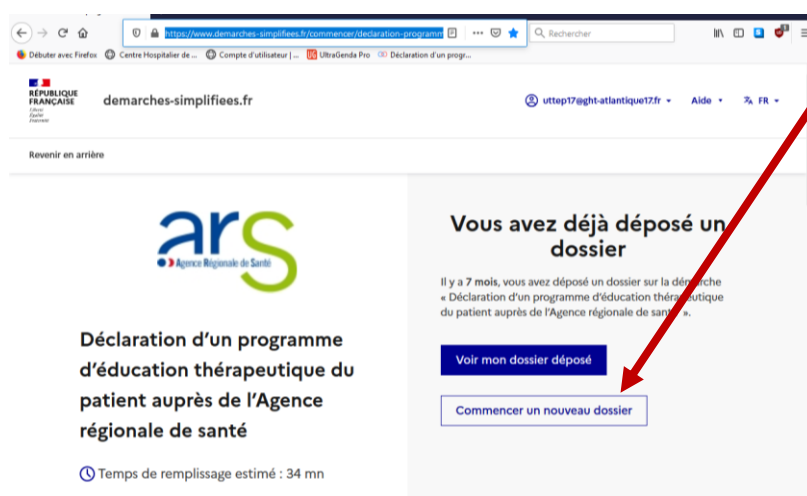 https://www.demarches-simplifiees.fr/commencer/declaration-programm
Rechercher
Débuter avec Firefox
Centre Hospitalier de ...
Compte d'utilisateur | ...
UG
UltraGenda Pro
Déclaration d'un progr...
RÉPUBLIQUE
FRANÇAISE
Liberté
Égalité
Fraternité
demarches-simplifiees.fr
uttep17@ght-atlantique17.fr
Aide
FR
Revenir en arrière
ars
Agence Régionale de Santé
Déclaration d'un programme
d'éducation thérapeutique du
patient auprès de l'Agence
régionale de santé
Temps de remplissage estimé : 34 mn
Vous avez déjà déposé un
dossier
Il y a 7 mois, vous avez déposé un dossier sur la démarche
« Déclaration d'un programme d'éducation thérapeutique
du patient auprès de l'Agence régionale de santé ».
Voir mon dossier déposé
Commencer un nouveau dossier